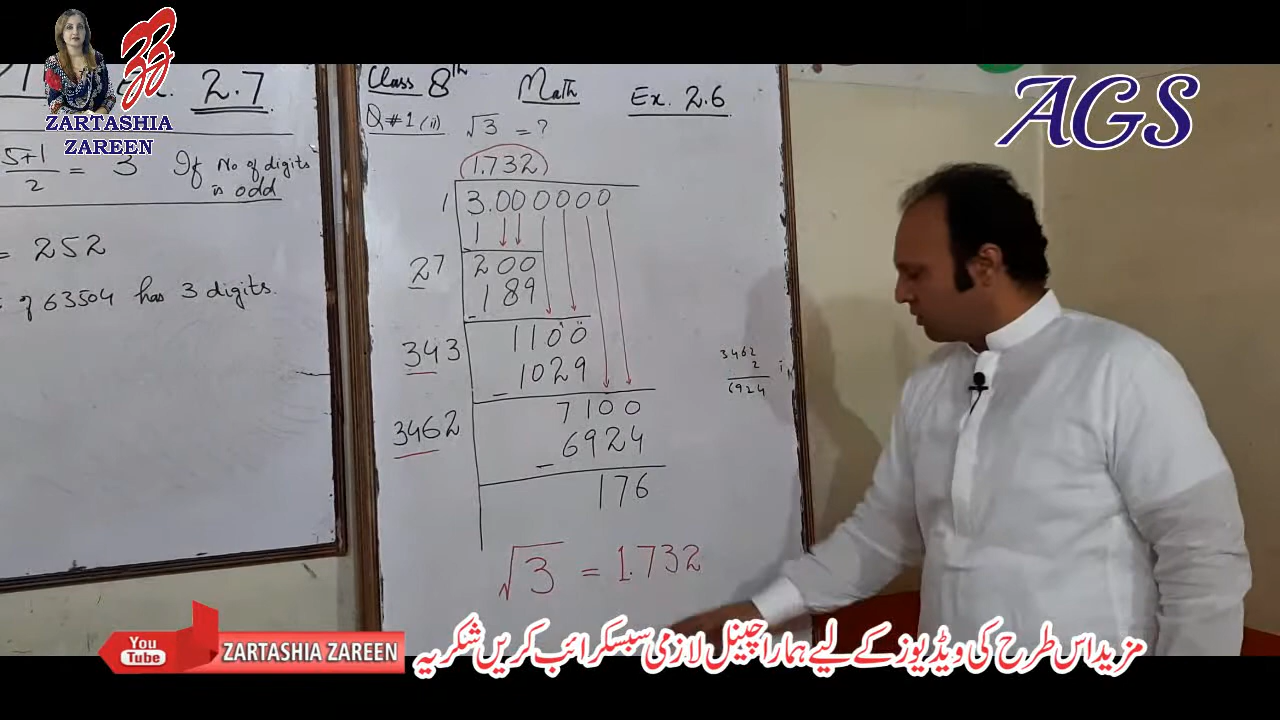 ZARTASHIA
ZAREEN
AGS
2.7
5+1/2 = 3 If No of digits
is odd
= 252
of 63504 has 3 digits.
Class 8th Math Ex. 2.6
Q#1 (ii) √3 = ?
1.732
1 3.000000
1
27 200
- 189
343 1100
- 1029
3462 7100
- 6924
176
√3 = 1.732
3462
2
6924
You
Tube
ZARTASHIA ZAREEN
مزید اس طرح کی ویڈیوز کے لیے ہمارا چینل لازمی سبسکرائب کریں شکریہ